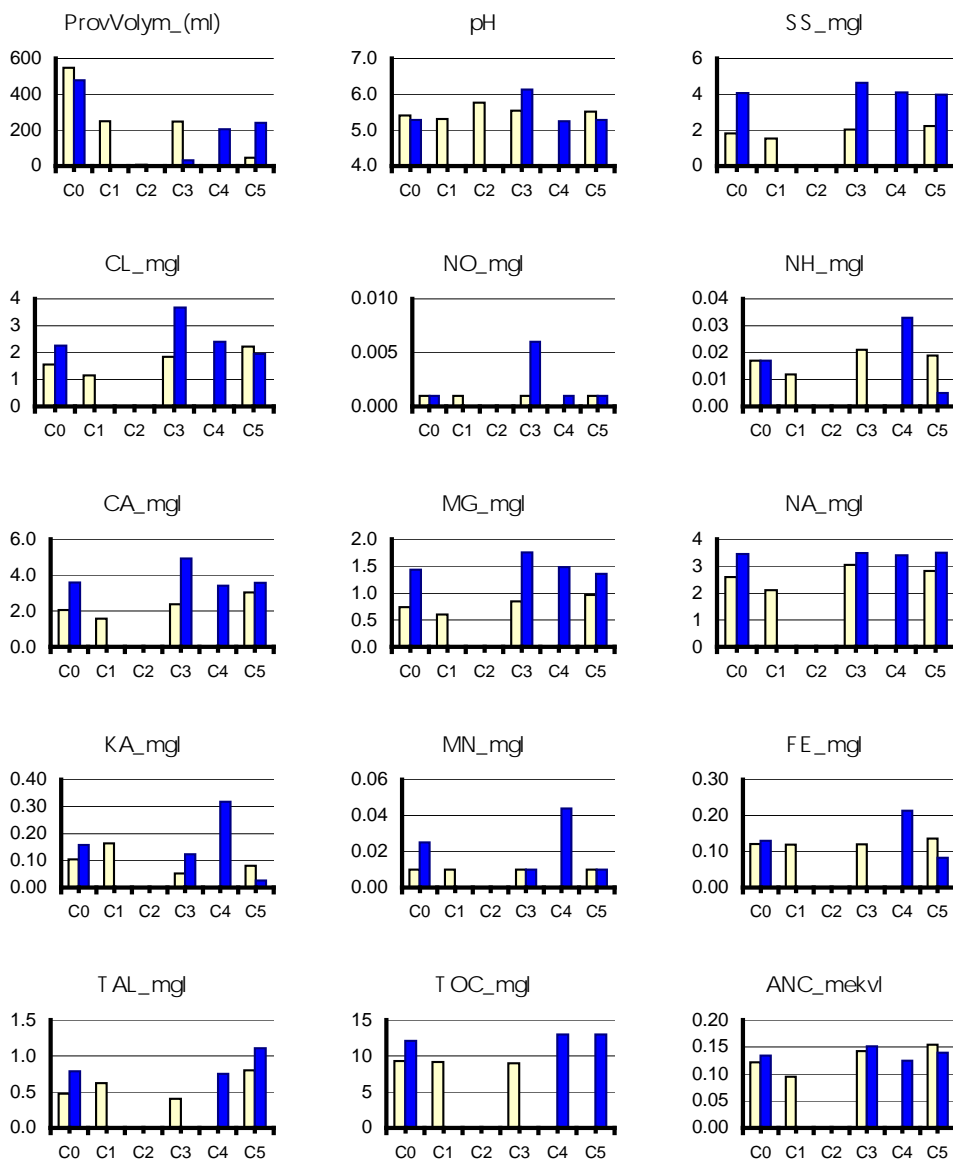 ProvVolym_(ml) pH SS_mgl
600 7.0 6
400 6.0 4
200 5.0 2
0 4.0 0
C0 C1 C2 C3 C4 C5 C0 C1 C2 C3 C4 C5 C0 C1 C2 C3 C4 C5
CL_mgl NO_mgl NH_mgl
4 0.010 0.04
3 0.03
2 0.005 0.02
1 0.01
0 0.000 0.00
C0 C1 C2 C3 C4 C5 C0 C1 C2 C3 C4 C5 C0 C1 C2 C3 C4 C5
CA_mgl MG_mgl NA_mgl
6.0 2.0 4
4.0 1.5 3
2.0 1.0 2
0.5 1
0.0 0.0 0
C0 C1 C2 C3 C4 C5 C0 C1 C2 C3 C4 C5 C0 C1 C2 C3 C4 C5
KA_mgl MN_mgl FE_mgl
0.40 0.06 0.30
0.30 0.04 0.20
0.20 0.02 0.10
0.10
0.00 0.00 0.00
C0 C1 C2 C3 C4 C5 C0 C1 C2 C3 C4 C5 C0 C1 C2 C3 C4 C5
TAL_mgl TOC_mgl ANC_mekvl
1.5 15 0.20
1.0 10 0.15
0.5 5 0.10
0.05
0.0 0 0.00
C0 C1 C2 C3 C4 C5 C0 C1 C2 C3 C4 C5 C0 C1 C2 C3 C4 C5